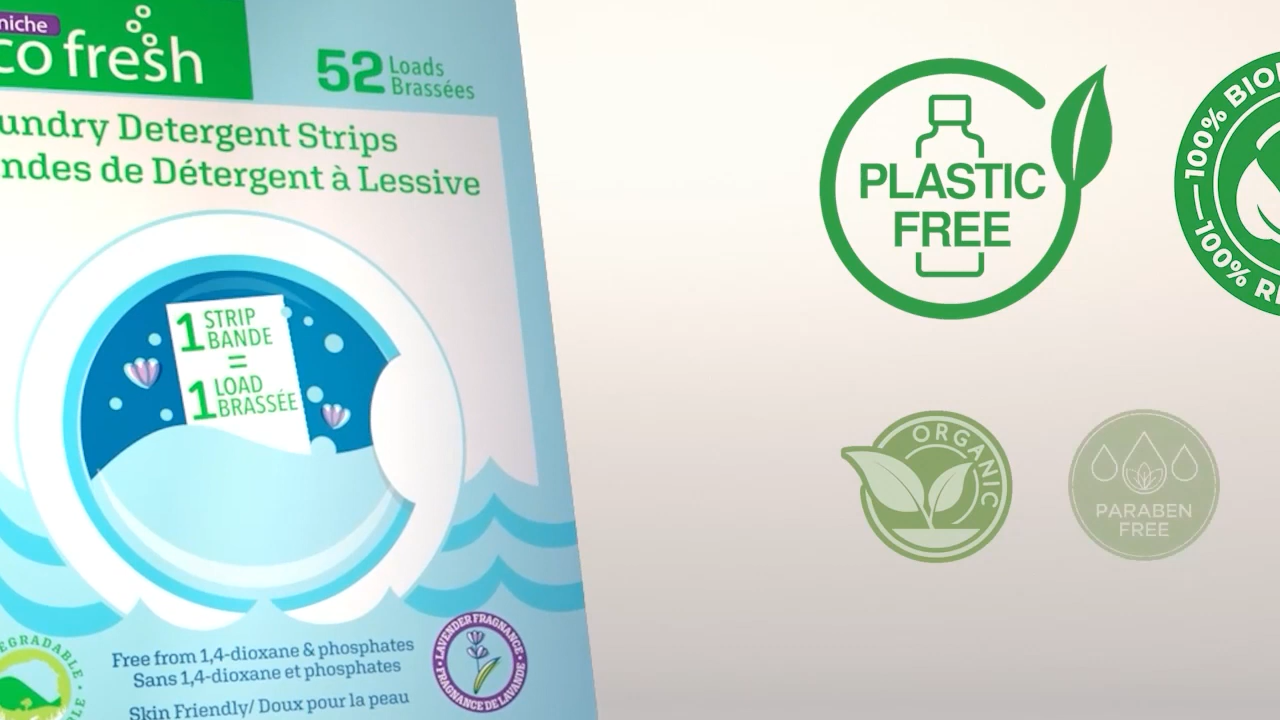 niche
co fresh
52 Loads
Brassées
undry Detergent Strips
ndes de Détergent à Lessive
1 STRIP
BANDE
=
1 LOAD
BRASSÉE
Free from 1,4-dioxane & phosphates
Sans 1,4-dioxane et phosphates
Skin Friendly/ Doux pour la peau
LAVENDER FRAGRANCE
FRAGRANCE DE LAVANDE
EGRADABLE
PLASTIC
FREE
100% BIO
100% R
ORGANIC
PARABEN
FREE